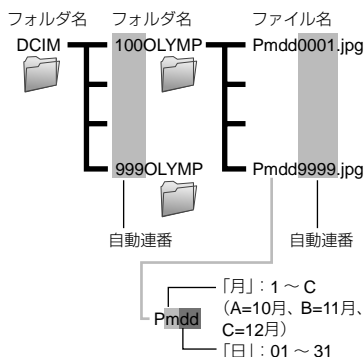 フォルダ名 フォルダ名 ファイル名
DCIM 100OLYMP Pmdd0001.jpg
999OLYMP Pmdd9999.jpg
自動連番 自動連番
「月」:1 ～ C
Pmdd (A=10月、B=11月、
C=12月)
「日」:01 ～ 31